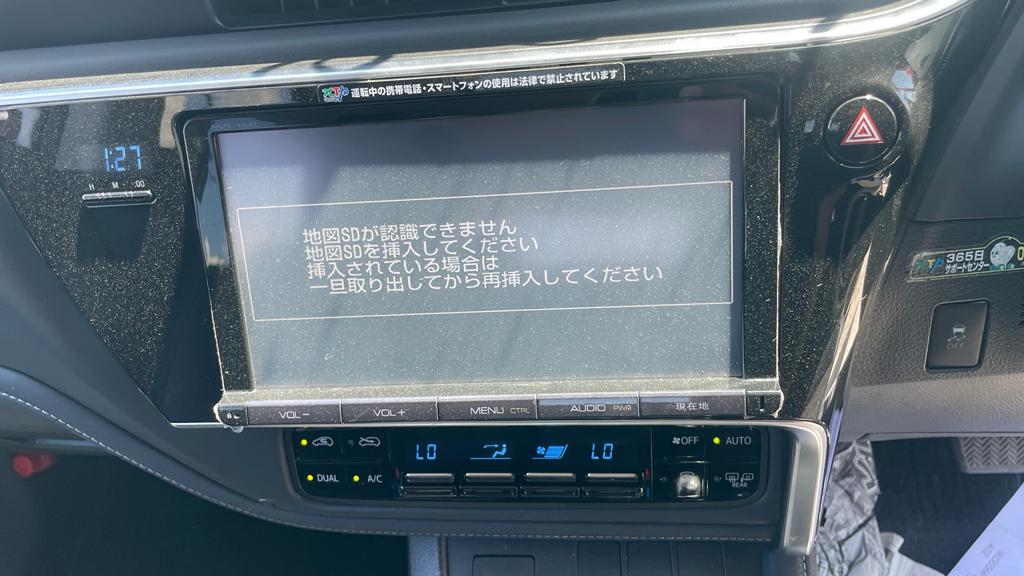 運転中の携帯電話・スマートフォンの使用は法律で禁止されています
1:27
H M :00
地図SDが認識できません
地図SDを挿入してください
挿入されている場合は
一旦取り出してから再挿入してください
365日
サポートセンター
VOL－ VOL＋ MENU CTRL AUDIO PWR 現在地
LO LO
OFF AUTO
DUAL A/C
REAR